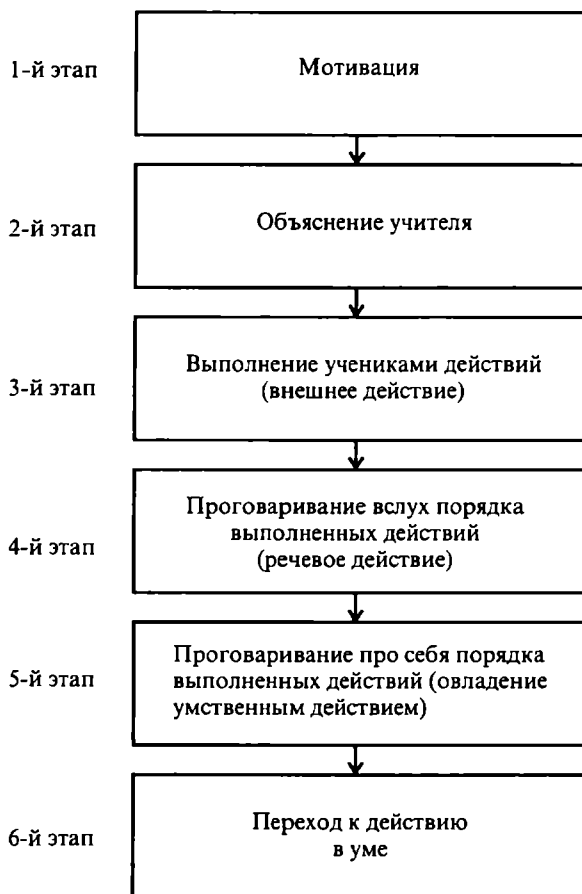 1-й этап
Мотивация
2-й этап
Объяснение учителя
3-й этап
Выполнение учениками действий
(внешнее действие)
4-й этап
Проговаривание вслух порядка
выполненных действий
(речевое действие)
5-й этап
Проговаривание про себя порядка
выполненных действий (овладение
умственным действием)
6-й этап
Переход к действию
в уме